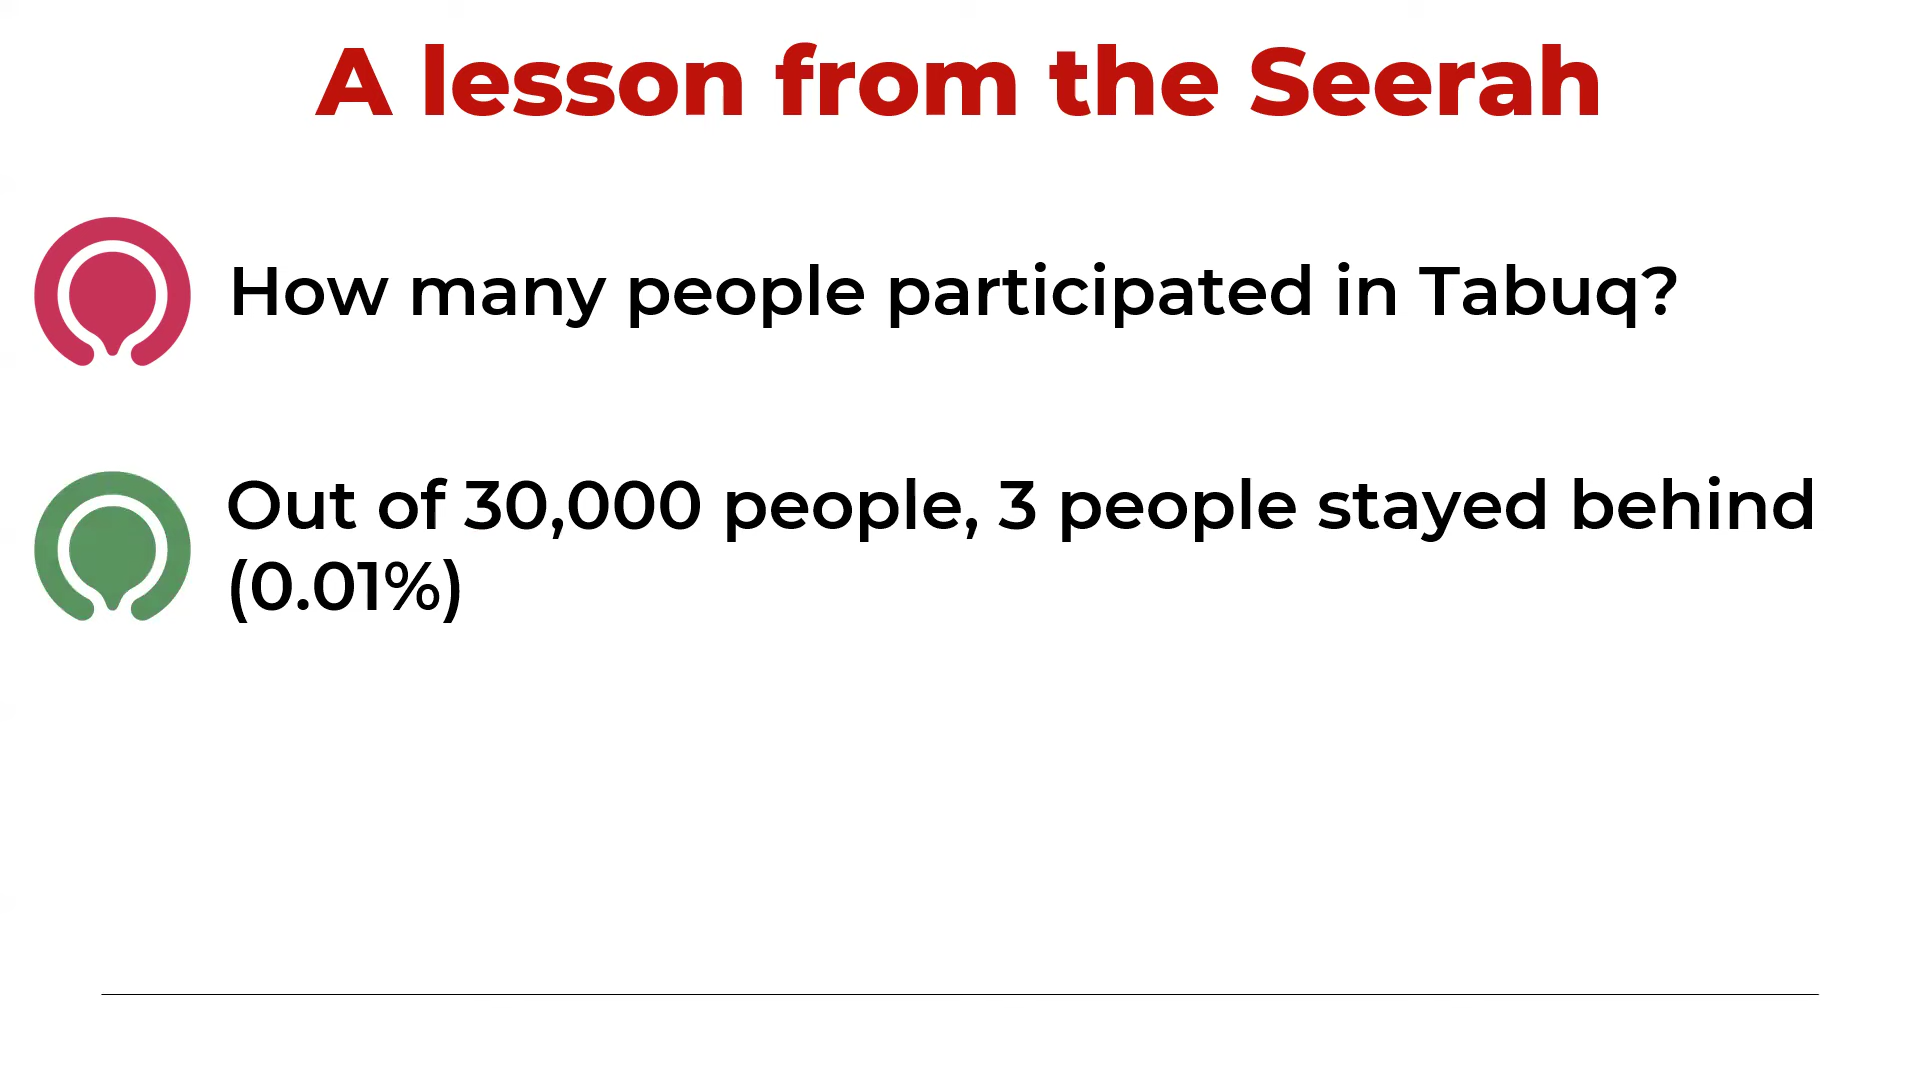 A lesson from the Seerah
How many people participated in Tabuq?
Out of 30,000 people, 3 people stayed behind
(0.01%)